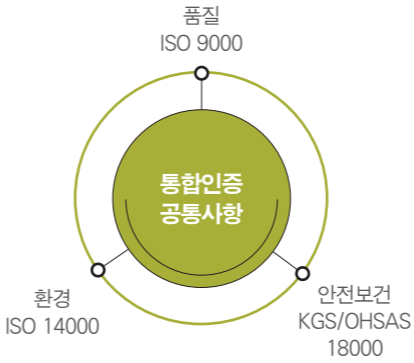 품질
ISO 9000
통합인증
공통사항
환경
ISO 14000
안전보건
KGS/OHSAS
18000